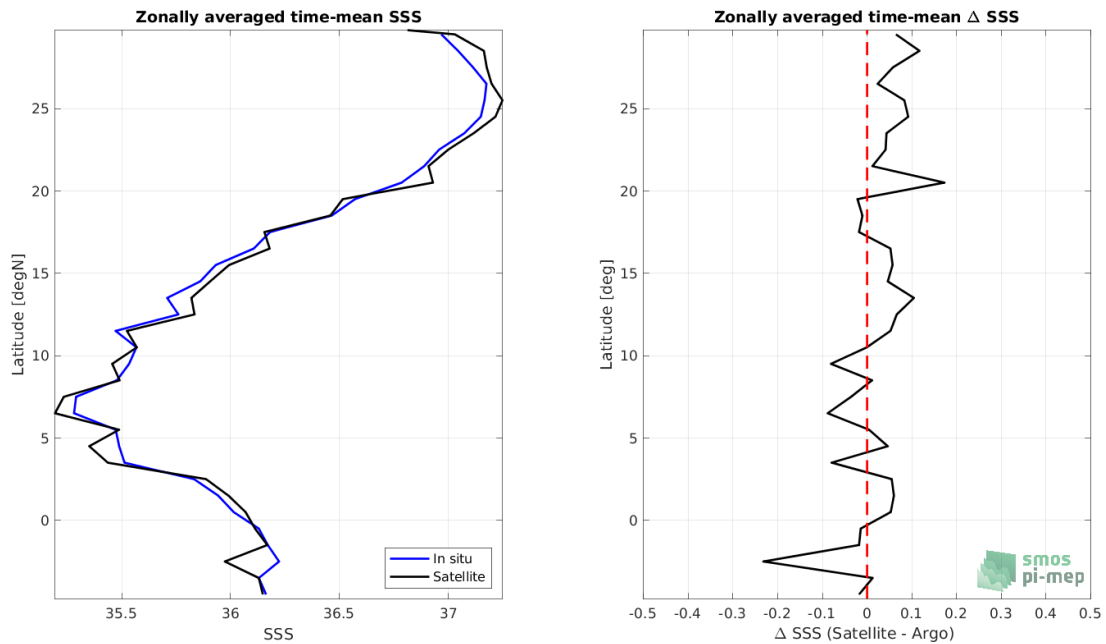 Zonally averaged time-mean SSS
Latitude [degN]
25
20
15
10
5
0
35.5 36 36.5 37
SSS
In situ
Satellite
Zonally averaged time-mean Δ SSS
Latitude [deg]
25
20
15
10
5
0
-0.5 -0.4 -0.3 -0.2 -0.1 0 0.1 0.2 0.3 0.4 0.5
Δ SSS (Satellite - Argo)
smos
pi-mep